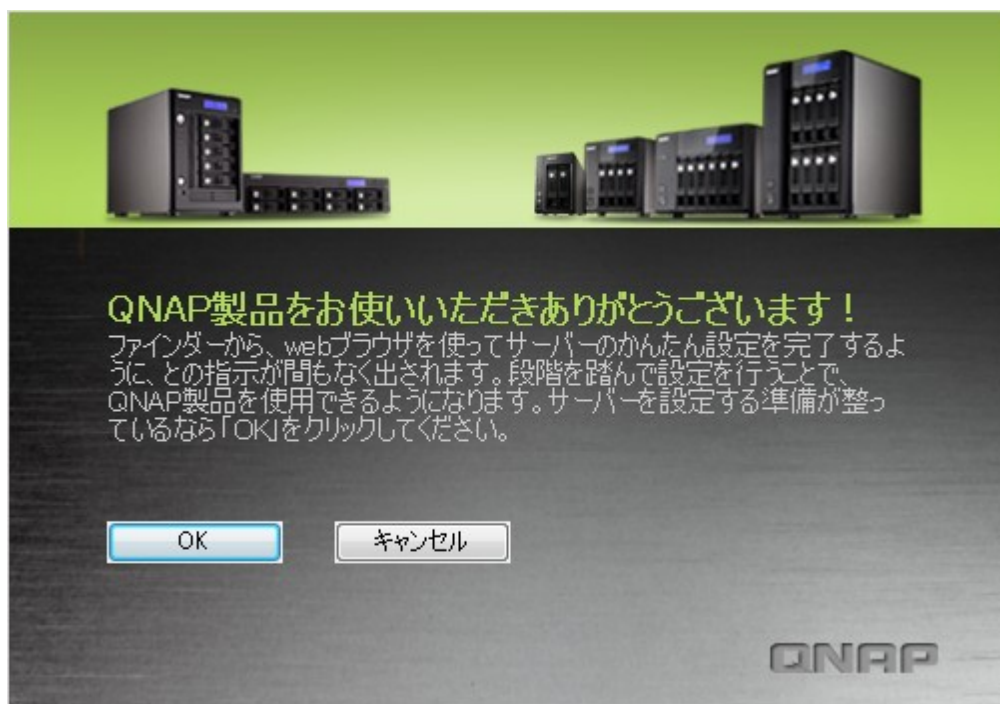 QNAP製品をお使いいただきありがとうございます！
ファインダーから、webブラウザを使ってサーバーのかんたん設定を完了するよ
うに、との指示が間もなく出されます。段階を踏んで設定を行うことで、
QNAP製品を使用できるようになります。サーバーを設定する準備が整っ
ているなら「OK」をクリックしてください。
OK
キャンセル
QNAP